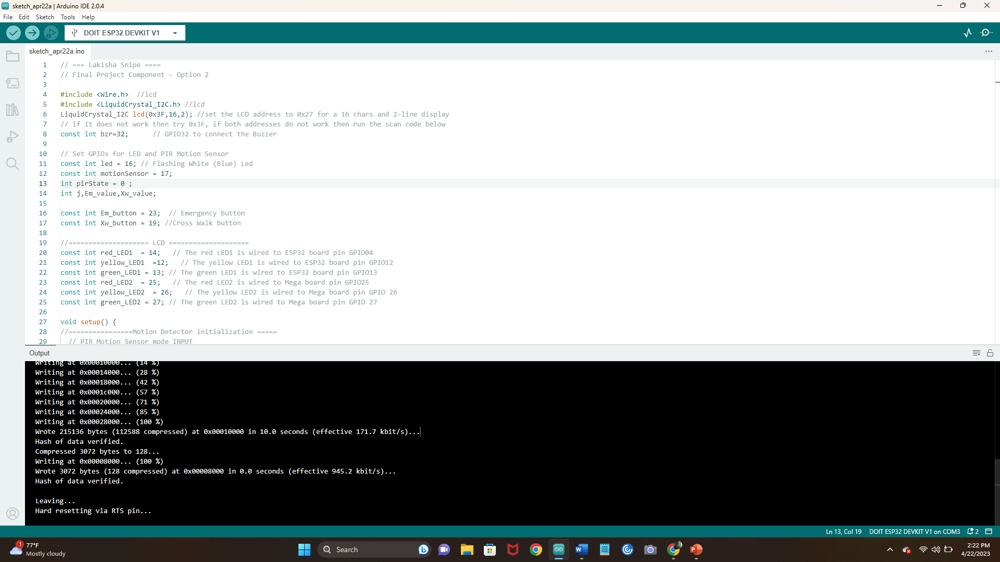 sketch_apr22a | Arduino IDE 2.0.4
File Edit Sketch Tools Help
DOIT ESP32 DEVKIT V1
sketch_apr22a.ino
1 // === Lakisha Snipe ====
2 // Final Project Component – Option 2
3
4 #include <Wire.h>  //lcd
5 #include <LiquidCrystal_I2C.h> //lcd
6 LiquidCrystal_I2C lcd(0x3F,16,2); //set the LCD address to 0x27 for a 16 chars and 2-line display
7 // if it does not work then try 0x3F, if both addresses do not work then run the scan code below
8 const int bzr=32;      // GPIO32 to connect the Buzzer
9
10 // Set GPIOs for LED and PIR Motion Sensor
11 const int led = 16; // Flashing White (Blue) Led
12 const int motionSensor = 17;
13 int pirState = 0 ;
14 int j,Em_value,Xw_value;
15
16 const int Em_button = 23;  // Emergency button
17 const int Xw_button = 19; //Cross Walk button
18
19 //==================== LCD ====================
20 const int red_LED1  = 14;   // The red LED1 is wired to ESP32 board pin GPIO04
21 const int yellow_LED1  =12;   // The yellow LED1 is wired to ESP32 board pin GPIO12
22 const int green_LED1 = 13; // The green LED1 is wired to ESP32 board pin GPIO13
23 const int red_LED2  = 25;   // The red LED2 is wired to Mega board pin GPIO25
24 const int yellow_LED2  = 26;   // The yellow LED2 is wired to Mega board pin GPIO 26
25 const int green_LED2 = 27; // The green LED2 is wired to Mega board pin GPIO 27
26
27 void setup() {
28 //================Motion Detector initialization =====
29   // PIR Motion Sensor mode INPUT
Output
Writing at 0x00010000... (14 %)
Writing at 0x00014000... (28 %)
Writing at 0x00018000... (42 %)
Writing at 0x0001c000... (57 %)
Writing at 0x00020000... (71 %)
Writing at 0x00024000... (85 %)
Writing at 0x00028000... (100 %)
Wrote 215136 bytes (112588 compressed) at 0x00010000 in 10.0 seconds (effective 171.7 kbit/s)...
Hash of data verified.
Compressed 3072 bytes to 128...
Writing at 0x00008000... (100 %)
Wrote 3072 bytes (128 compressed) at 0x00008000 in 0.0 seconds (effective 945.2 kbit/s)...
Hash of data verified.

Leaving...
Hard resetting via RTS pin...
Ln 13, Col 19 DOIT ESP32 DEVKIT V1 on COM3 2
1
77°F
Mostly cloudy
Search
2:22 PM
4/22/2023